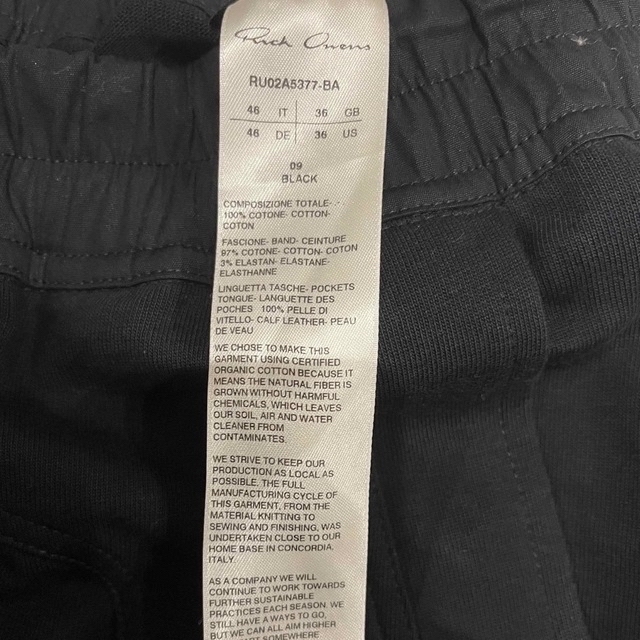 Rick Owens
RU02A5377-BA
46 IT 36 GB
46 DE 36 US
09
BLACK
COMPOSIZIONE TOTALE- -
100% COTONE- COTTON-
COTON
FASCIONE- BAND- CEINTURE
97% COTONE- COTTON- COTON
3% ELASTAN- ELASTANE-
ELASTHANNE
LINGUETTA TASCHE- POCKETS
TONGUE- LANGUETTE DES
POCHES 100% PELLE DI
VITELLO- CALF LEATHER- PEAU
DE VEAU
WE CHOSE TO MAKE THIS
GARMENT USING CERTIFIED
ORGANIC COTTON BECAUSE IT
MEANS THE NATURAL FIBER IS
GROWN WITHOUT HARMFUL
CHEMICALS, WHICH LEAVES
OUR SOIL, AIR AND WATER
CLEANER FROM
CONTAMINATES.
WE STRIVE TO KEEP OUR
PRODUCTION AS LOCAL AS
POSSIBLE. THE FULL
MANUFACTURING CYCLE OF
THIS GARMENT, FROM THE
MATERIAL KNITTING TO
SEWING AND FINISHING, WAS
UNDERTAKEN CLOSE TO OUR
HOME BASE IN CONCORDIA,
ITALY.
AS A COMPANY WE WILL
CONTINUE TO WORK TOWARDS
FURTHER SUSTAINABLE
PRACTICES EACH SEASON. WE
STILL HAVE A WAYS TO GO,
BUT WE CAN ALL AIM HIGHER
START SOMEWHERE